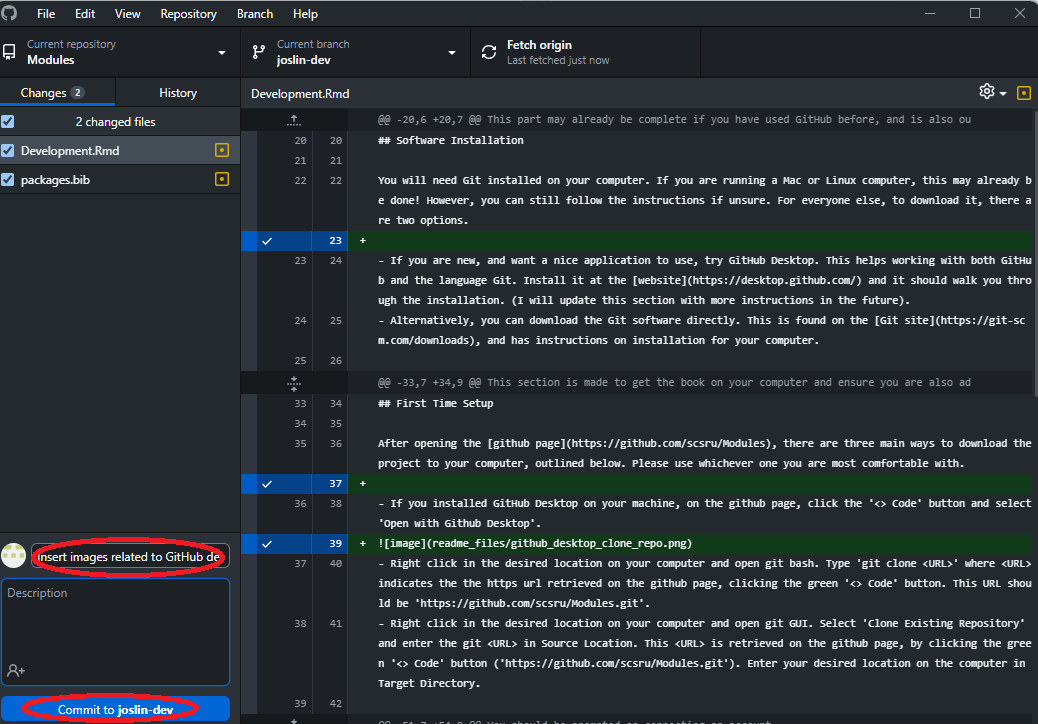 File Edit View Repository Branch Help
Current repository
Modules
Current branch
joslin-dev
Fetch origin
Last fetched just now
Changes 2 History
2 changed files
Development.Rmd
packages.bib
Insert images related to GitHub de
Description
Commit to joslin-dev
Development.Rmd
@@ -20,6 +20,7 @@ This part may already be complete if you have used GitHub before, and is also ou
20 20 ## Software Installation
21 21
22 22 You will need Git installed on your computer. If you are running a Mac or Linux computer, this may already b
e done! However, you can still follow the instructions if unsure. For everyone else, to download it, there a
re two options.
23 +
23 24 - If you are new, and want a nice application to use, try GitHub Desktop. This helps working with both GitHu
b and the language Git. Install it at the [website](https://desktop.github.com/) and it should walk you thro
ugh the installation. (I will update this section with more instructions in the future).
24 25 - Alternatively, you can download the Git software directly. This is found on the [Git site](https://git-sc
m.com/downloads), and has instructions on installation for your computer.
25 26
@@ -33,7 +34,9 @@ This section is made to get the book on your computer and ensure you are also ad
33 34 ## First Time Setup
34 35
35 36 After opening the [github page](https://github.com/scsru/Modules), there are three main ways to download the
project to your computer, outlined below. Please use whichever one you are most comfortable with.
37 +
36 38 - If you installed GitHub Desktop on your machine, on the github page, click the '<> Code' button and select
'Open with Github Desktop'.
39 + ![image](readme_files/github_desktop_clone_repo.png)
37 40 - Right click in the desired location on your computer and open git bash. Type 'git clone <URL>' where <URL>
indicates the the https url retrieved on the github page, clicking the green '<> Code' button. This URL shou
ld be 'https://github.com/scsru/Modules.git'.
38 41 - Right click in the desired location on your computer and open git GUI. Select 'Clone Existing Repository'
and enter the git <URL> in Source Location. This <URL> is retrieved on the github page, by clicking the gree
n '<> Code' button ('https://github.com/scsru/Modules.git'). Enter your desired location on the computer in
Target Directory.
39 42